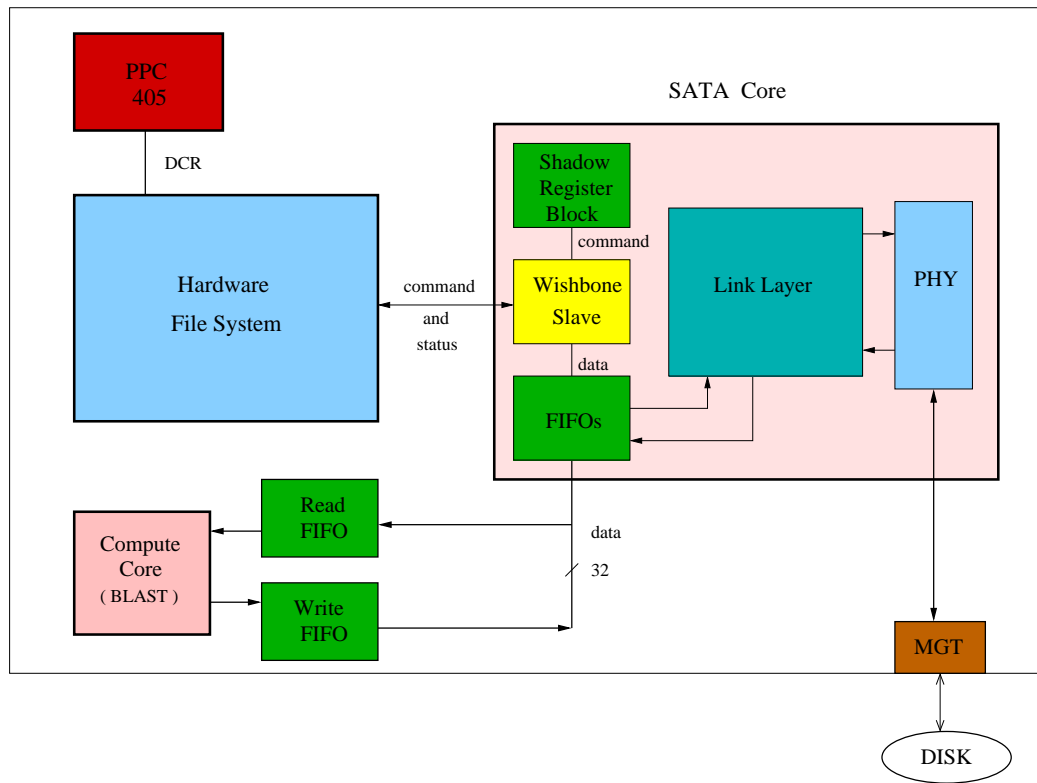 PPC
405
DCR
SATA Core
Shadow
Register
Block
command
Hardware
File System
command
and
status
Wishbone
Slave
data
FIFOs
Link Layer
PHY
Read
FIFO
data
32
Compute
Core
( BLAST )
Write
FIFO
MGT
DISK